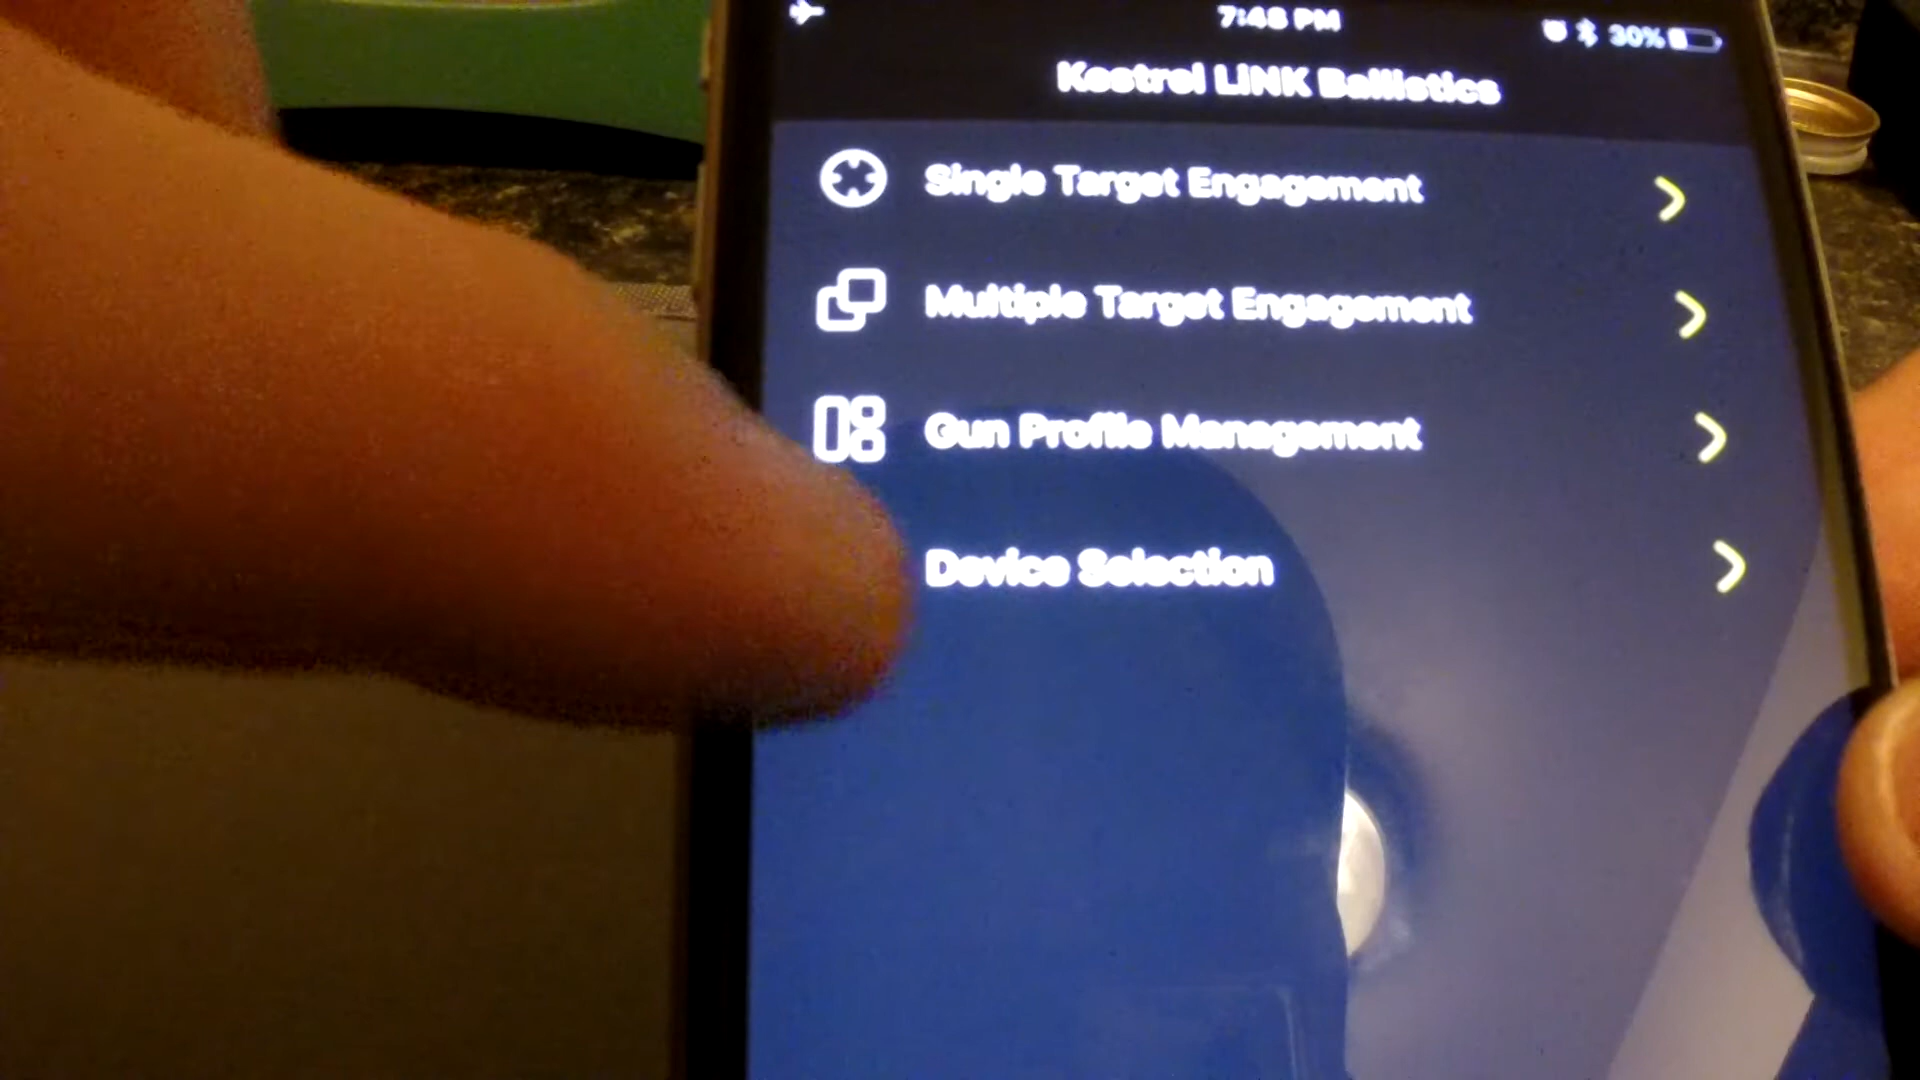 7:48 PM
30%
Kestrel LiNK Ballistics
Single Target Engagement
Multiple Target Engagement
Gun Profile Management
Device Selection